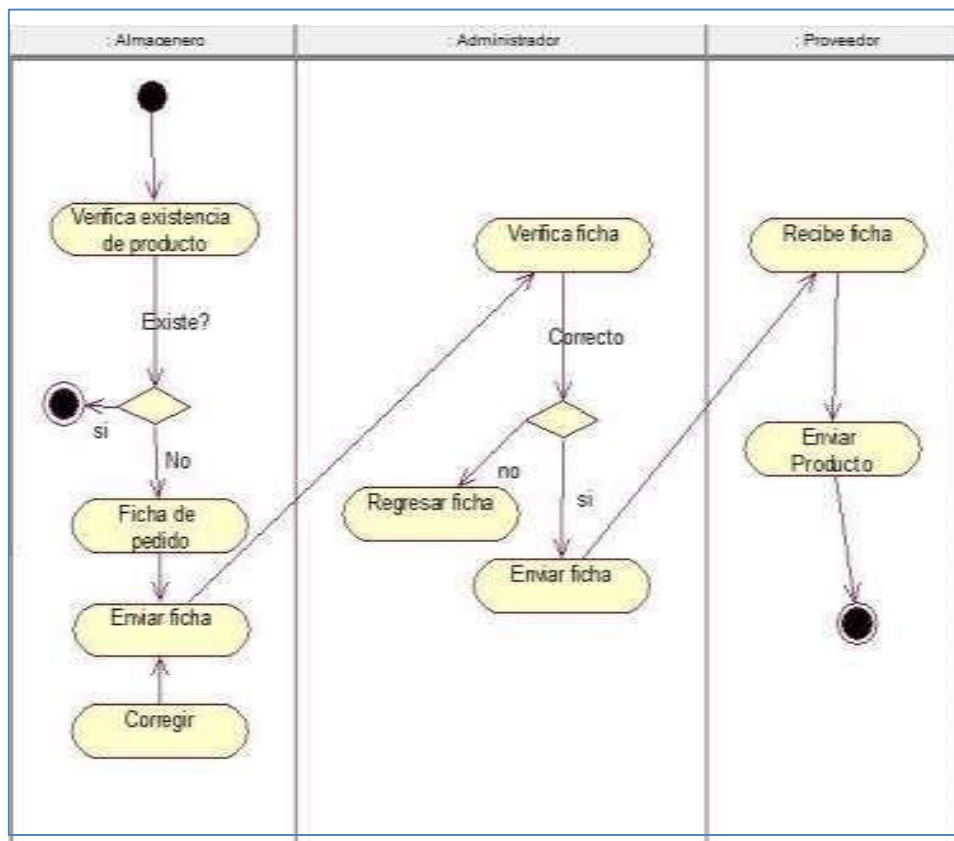 : Almacenero
: Administrador
: Proveedor
Verifica existencia
de producto
Existe?
si
No
Ficha de
pedido
Enviar ficha
Corregir
Verifica ficha
Correcto
no
Regresar ficha
si
Enviar ficha
Recibe ficha
Enviar
Producto